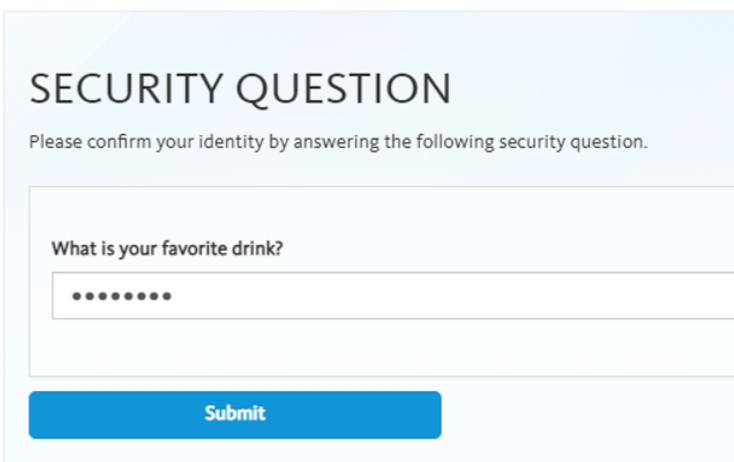 SECURITY QUESTION
Please confirm your identity by answering the following security question.
What is your favorite drink?
••••••••
Submit